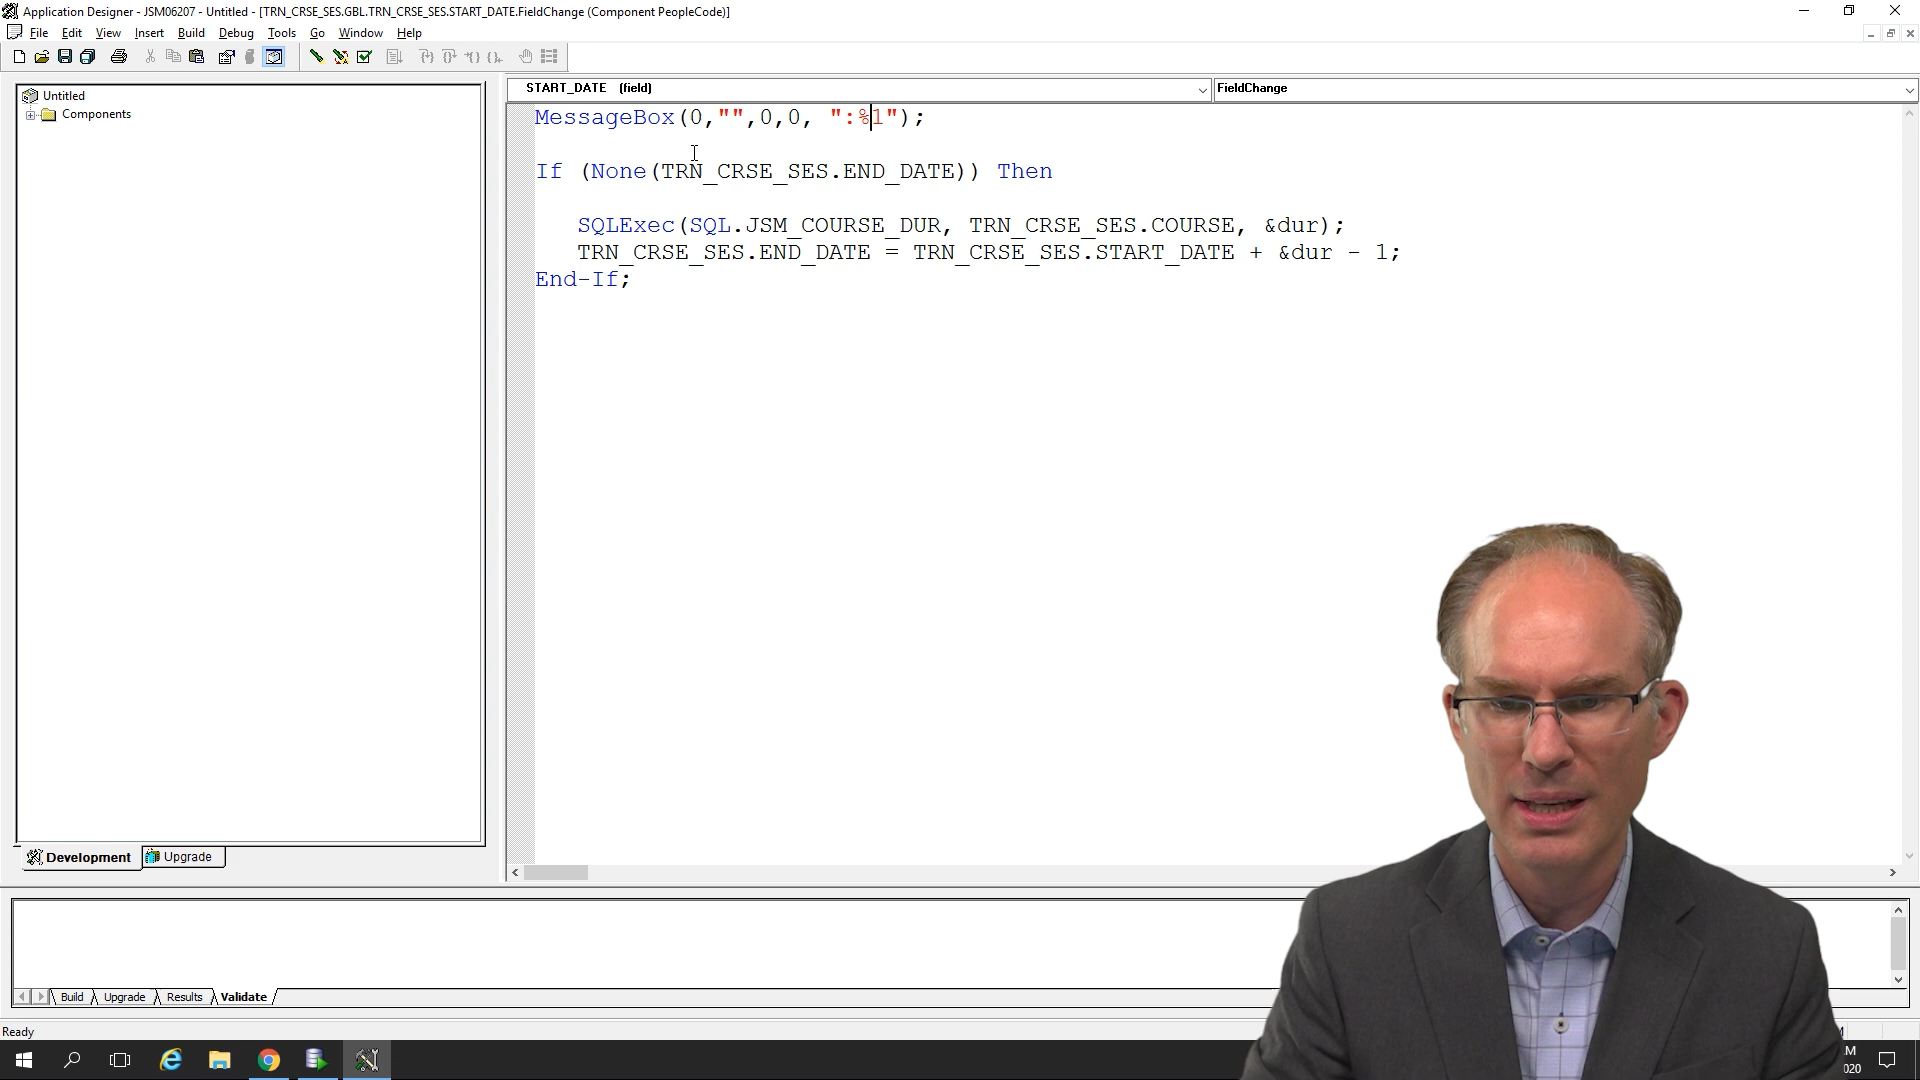 Application Designer - JSM06207 - Untitled - [TRN_CRSE_SES.GBL.TRN_CRSE_SES.START_DATE.FieldChange (Component PeopleCode)]
File Edit View Insert Build Debug Tools Go Window Help
Untitled
Components
START_DATE (field)
FieldChange
MessageBox(0,"",0,0, ":%1");
If (None(TRN_CRSE_SES.END_DATE)) Then
SQLExec(SQL.JSM_COURSE_DUR, TRN_CRSE_SES.COURSE, &dur);
TRN_CRSE_SES.END_DATE = TRN_CRSE_SES.START_DATE + &dur - 1;
End-If;
Development Upgrade
Build Upgrade Results Validate
Ready